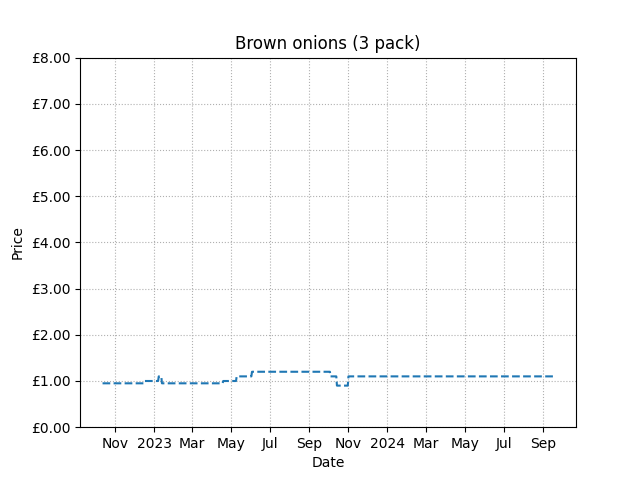 Brown onions (3 pack)
£8.00
£7.00
£6.00
£5.00
£4.00
£3.00
£2.00
£1.00
£0.00
Price
Nov 2023 Mar May Jul Sep Nov 2024 Mar May Jul Sep
Date